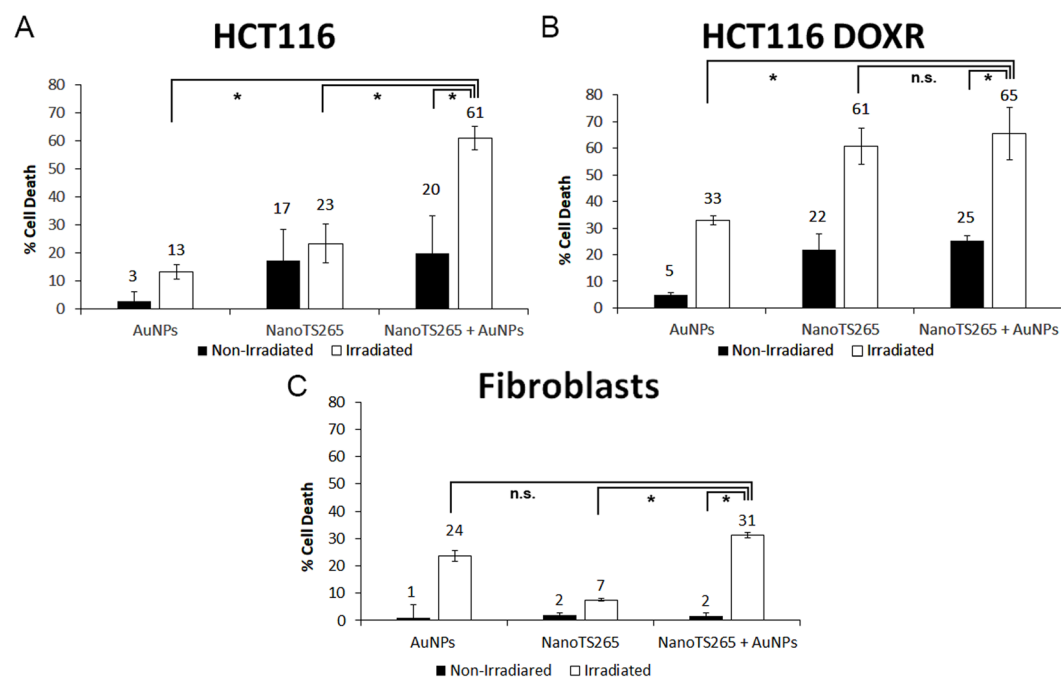 A
HCT116
% Cell Death
80
70
60
50
40
30
20
10
0
*
*
*
3
13
17
23
20
61
AuNPs
NanoTS265
NanoTS265 + AuNPs
Non-Irradiated
Irradiated
B
HCT116 DOXR
% Cell Death
80
70
60
50
40
30
20
10
0
*
n.s.
*
5
33
22
61
25
65
AuNPs
NanoTS265
NanoTS265 + AuNPs
Non-Irradiared
Irradiated
C
Fibroblasts
% Cell Death
80
70
60
50
40
30
20
10
0
n.s.
*
*
1
24
2
7
2
31
AuNPs
NanoTS265
NanoTS265 + AuNPs
Non-Irradiared
Irradiated